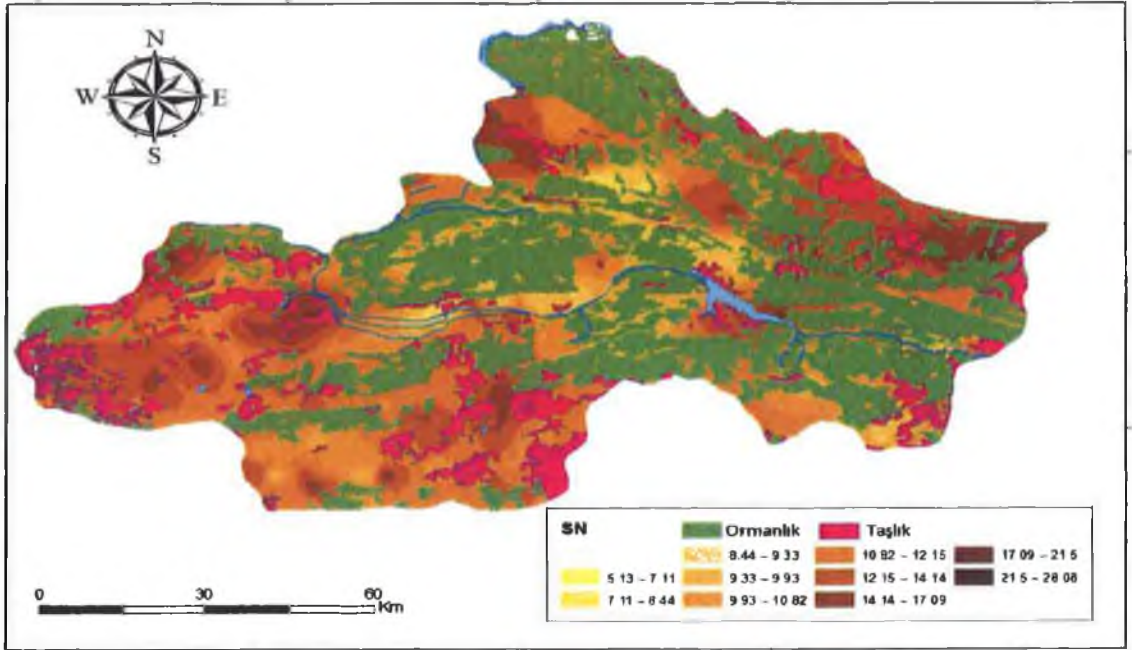 N
W E
S
SN Ormanlık Taşlık
8.44 - 9.33 10 82 - 12 15 17 09 - 21 5
5 13 - 7 11 9 33 - 9 93 12 15 - 14 14 21 5 - 28 08
7 11 - 8 44 9 93 - 10 82 14 14 - 17 09
0 30 60
Km